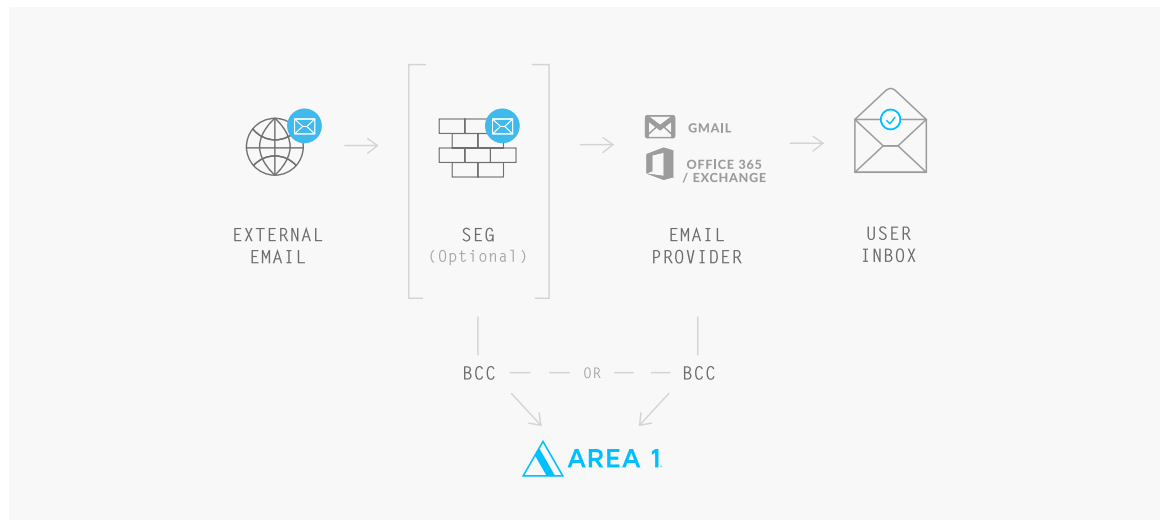 GMAIL
OFFICE 365
/ EXCHANGE
EXTERNAL
EMAIL
SEG
(Optional)
EMAIL
PROVIDER
USER
INBOX
BCC
OR
BCC
AREA 1